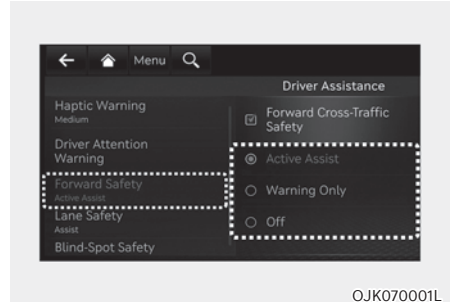 Menu
Driver Assistance
Haptic Warning
Medium
Driver Attention
Warning
Forward Safety
Active Assist
Lane Safety
Assist
Blind-Spot Safety
Forward Cross-Traffic
Safety
Active Assist
Warning Only
Off
OJK070001L